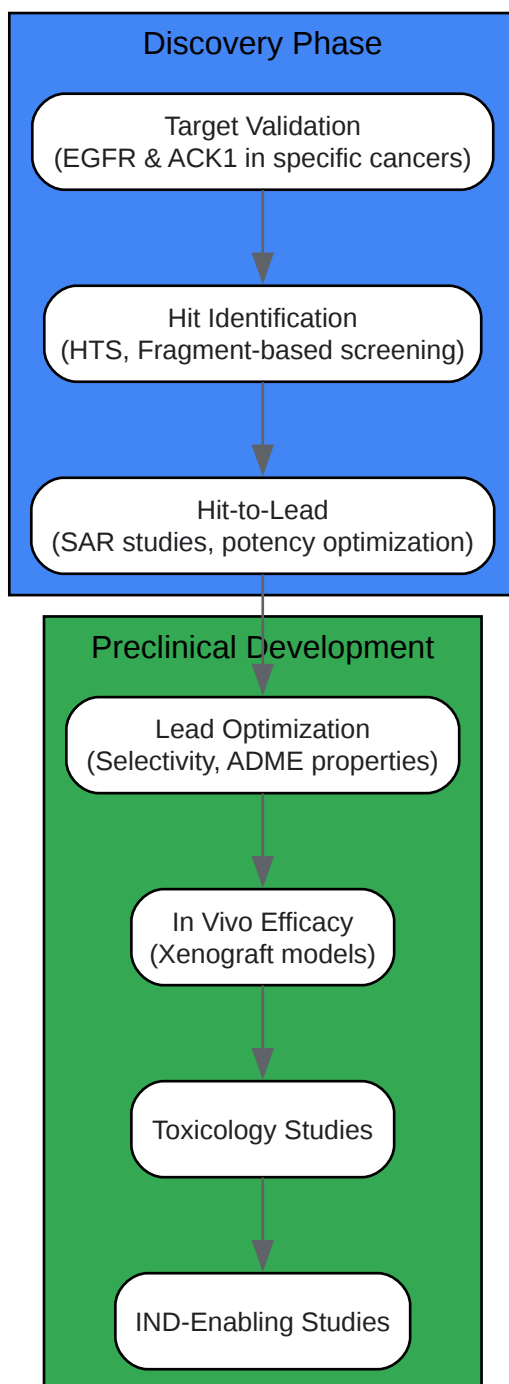 Discovery Phase
Target Validation
(EGFR & ACK1 in specific cancers)
Hit Identification
(HTS, Fragment-based screening)
Hit-to-Lead
(SAR studies, potency optimization)
Preclinical Development
Lead Optimization
(Selectivity, ADME properties)
In Vivo Efficacy
(Xenograft models)
Toxicology Studies
IND-Enabling Studies